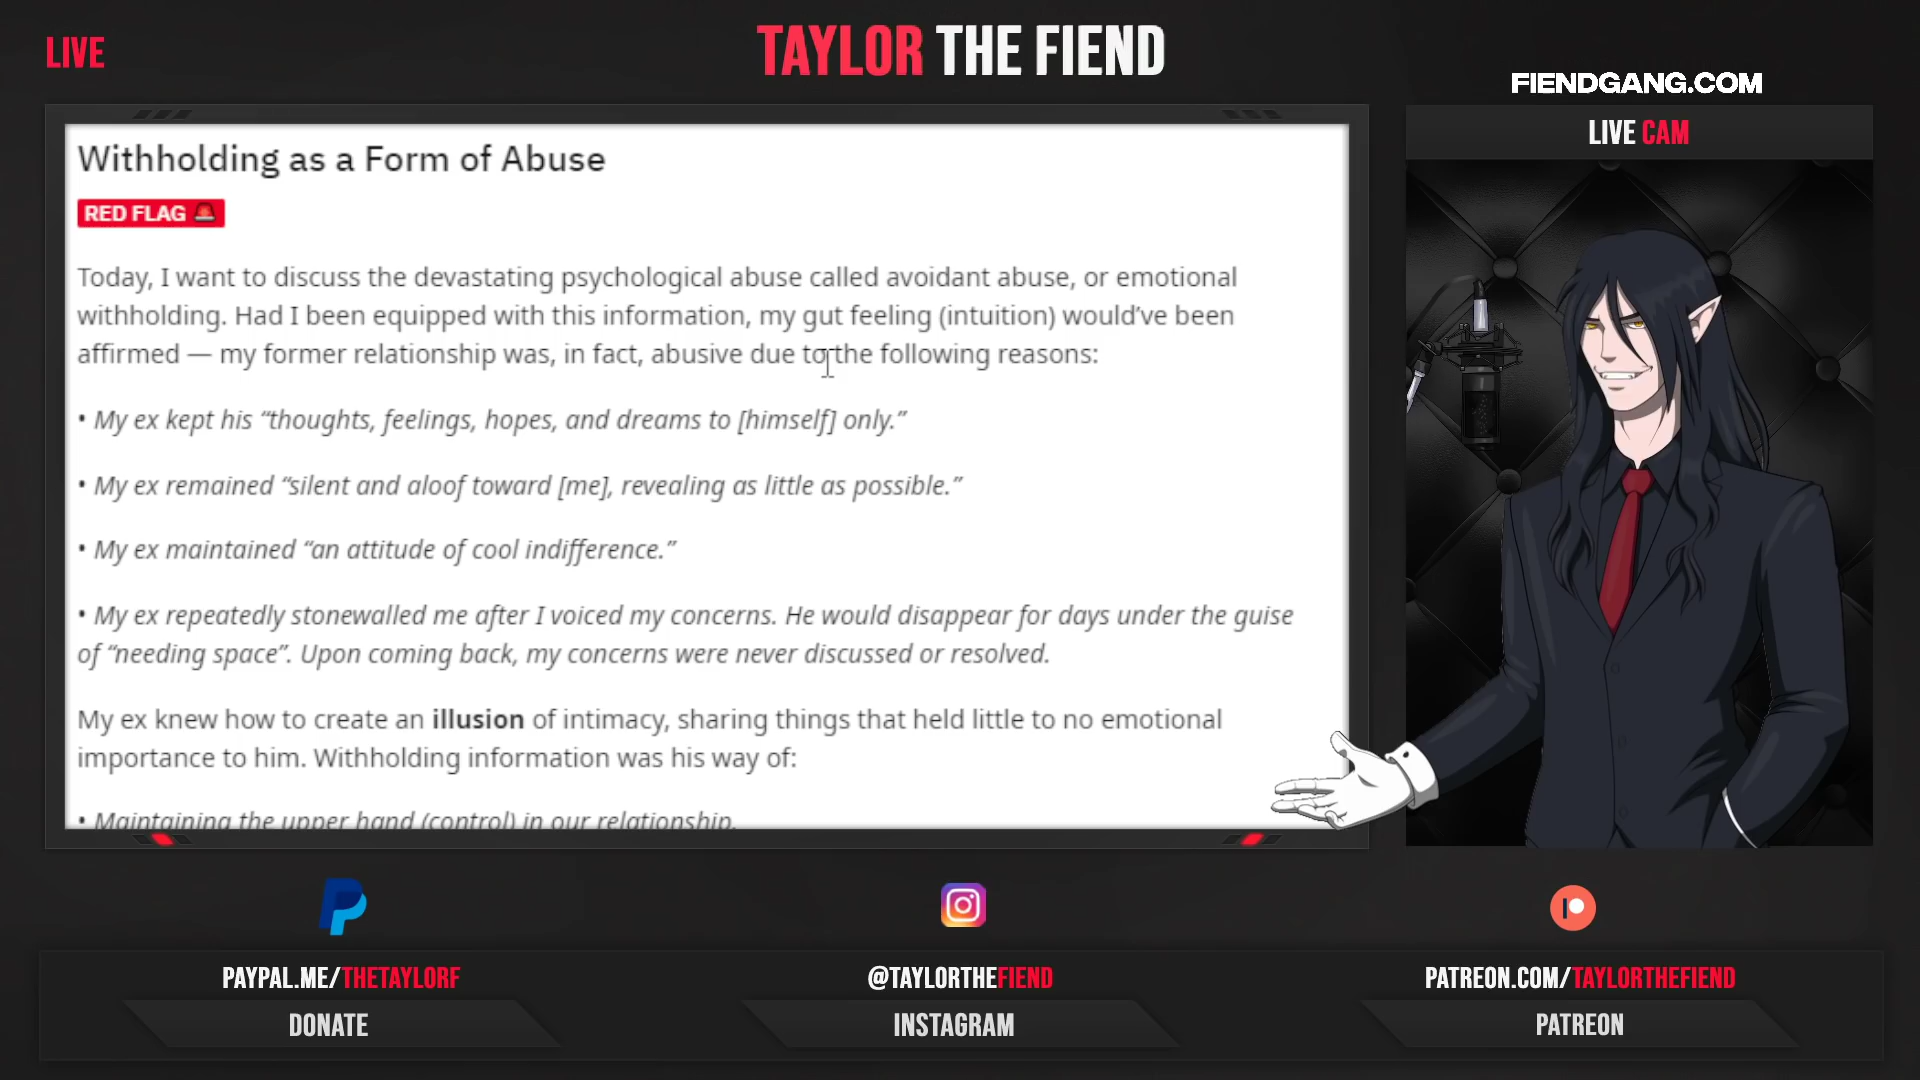 LIVE
TAYLOR THE FIEND
FIENDGANG.COM
LIVE CAM
Withholding as a Form of Abuse
RED FLAG 🚨
Today, I want to discuss the devastating psychological abuse called avoidant abuse, or emotional
withholding. Had I been equipped with this information, my gut feeling (intuition) would’ve been
affirmed — my former relationship was, in fact, abusive due to the following reasons:
• My ex kept his “thoughts, feelings, hopes, and dreams to [himself] only.”
• My ex remained “silent and aloof toward [me], revealing as little as possible.”
• My ex maintained “an attitude of cool indifference.”
• My ex repeatedly stonewalled me after I voiced my concerns. He would disappear for days under the guise
of “needing space”. Upon coming back, my concerns were never discussed or resolved.
My ex knew how to create an illusion of intimacy, sharing things that held little to no emotional
importance to him. Withholding information was his way of:
• Maintaining the upper hand (control) in our relationship.
PAYPAL.ME/THETAYLORF
DONATE
@TAYLORTHEFIEND
INSTAGRAM
PATREON.COM/TAYLORTHEFIEND
PATREON